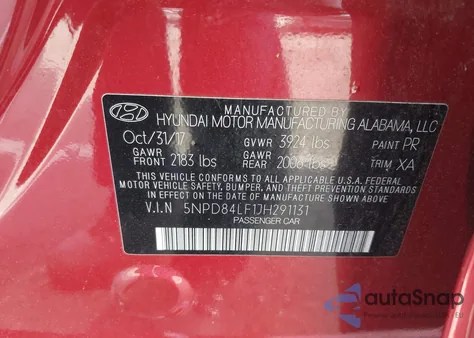 MANUFACTURED BY
HYUNDAI MOTOR MANUFACTURING ALABAMA, LLC
Oct/31/17 GVWR 3924 lbs PAINT PR
GAWR FRONT 2183 lbs GAWR TRIM XA
THIS VEHICLE CONFORMS TO ALL APPLICABLE U.S.A. FEDERAL
MOTOR VEHICLE SAFETY, BUMPER, AND THEFT PREVENTION STANDARDS
IN EFFECT ON THE DATE OF MANUFACTURE SHOWN ABOVE.
V.I.N 5NPD84LF1JH291131
PASSENGER CAR
autoSnap